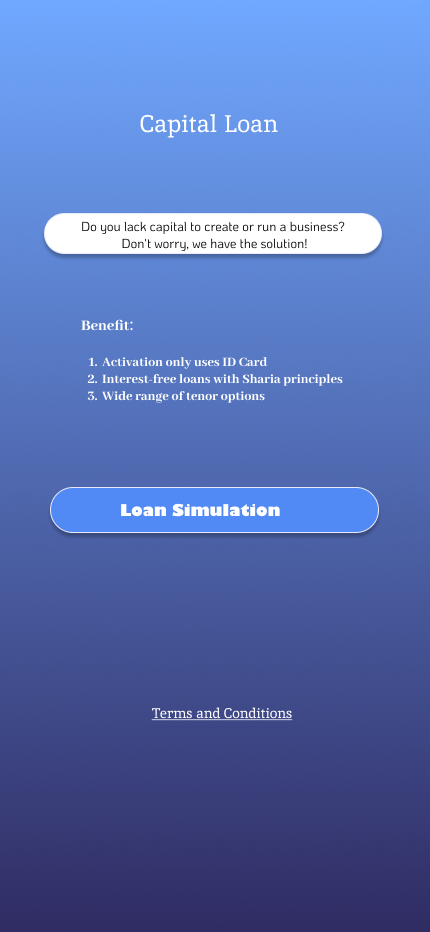 Capital Loan
Do you lack capital to create or run a business?
Don't worry, we have the solution!
Benefit:
1. Activation only uses ID Card
2. Interest-free loans with Sharia principles
3. Wide range of tenor options
Loan Simulation
Terms and Conditions